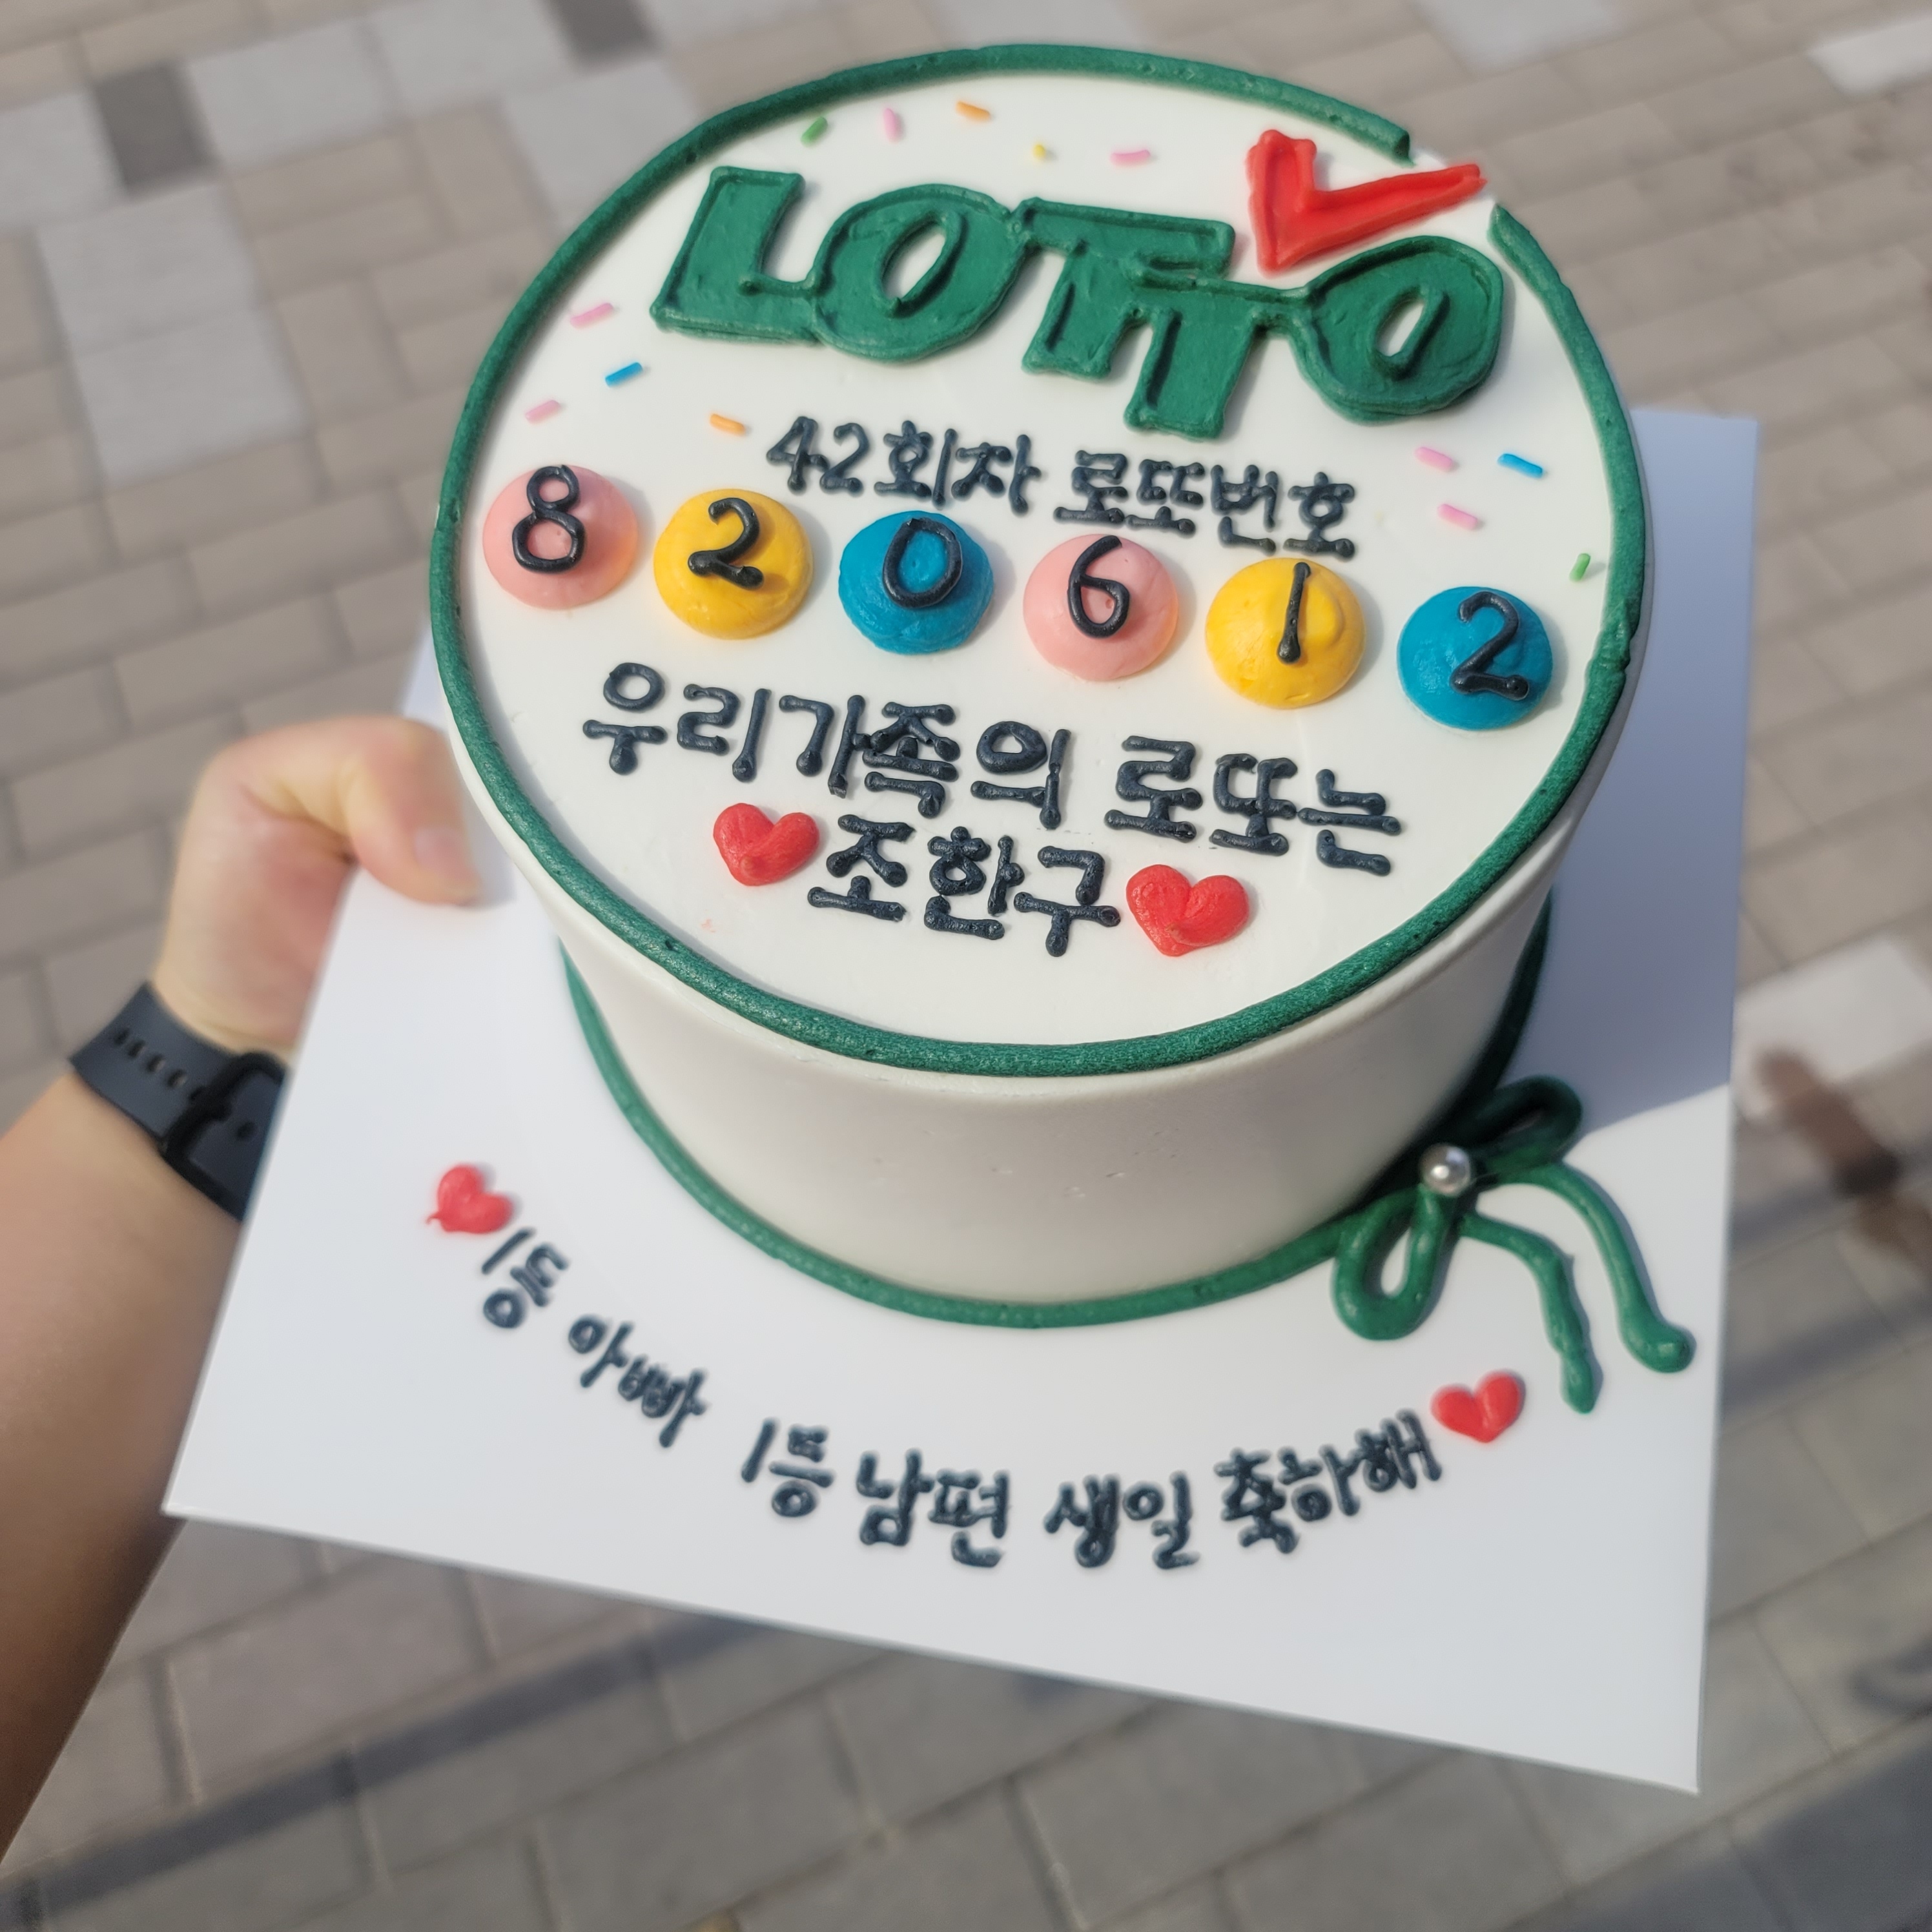 LOTTO
42회차 로또번호
8 2 0 6 1 2
우리가족의 로또는
조한구
1등 아빠 1등 남편 생일 축하해